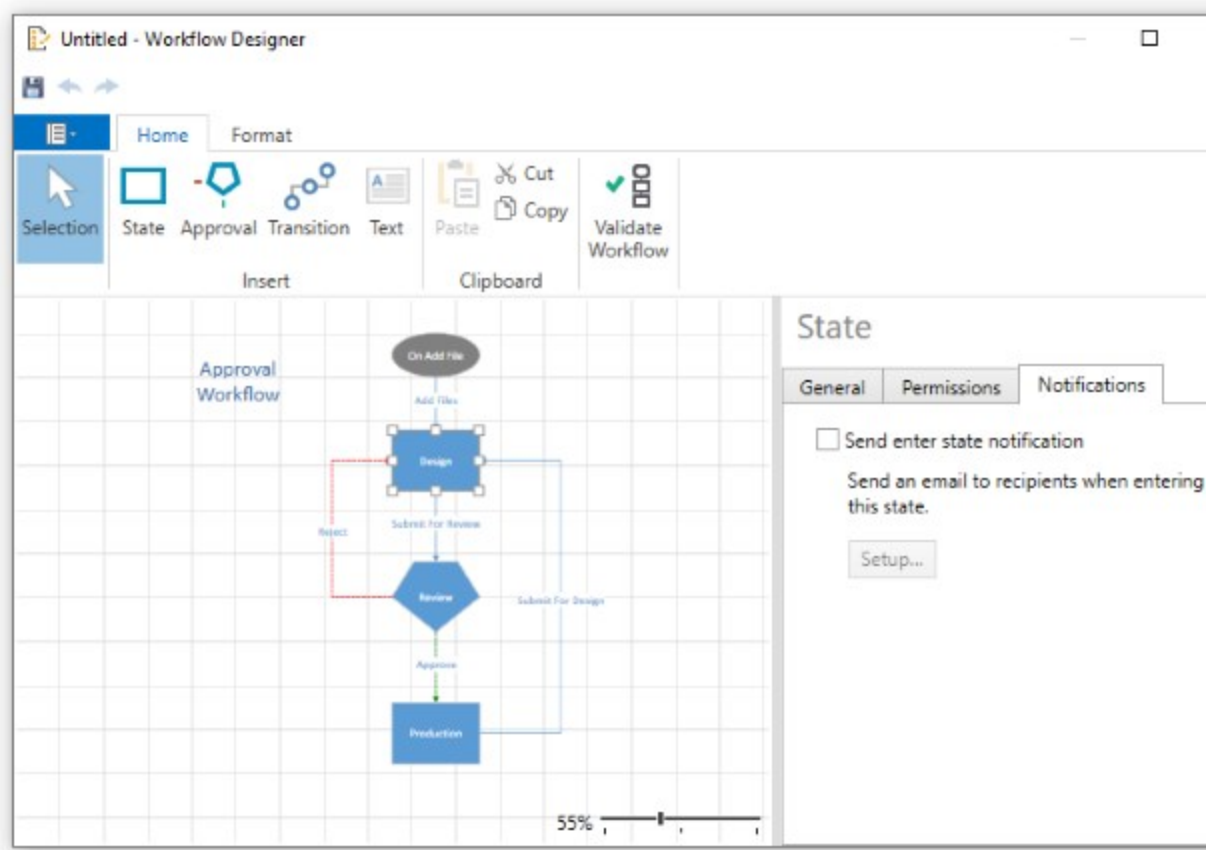 Untitled - Workflow Designer
Home Format
Selection State Approval Transition Text Paste Cut Copy Validate Workflow
Insert Clipboard
Approval
Workflow
On Add File
Add Files
Design
Submit For Review
Reject
Review
Submit For Design
Approve
Production
55%
State
General Permissions Notifications
Send enter state notification
Send an email to recipients when entering
this state.
Setup...